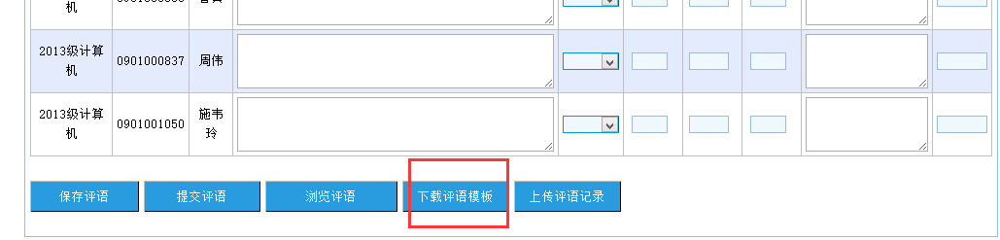 机
2013级计算
机
0901000837
周伟
2013级计算
机
0901001050
施韦
玲
保存评语
提交评语
浏览评语
下载评语模板
上传评语记录